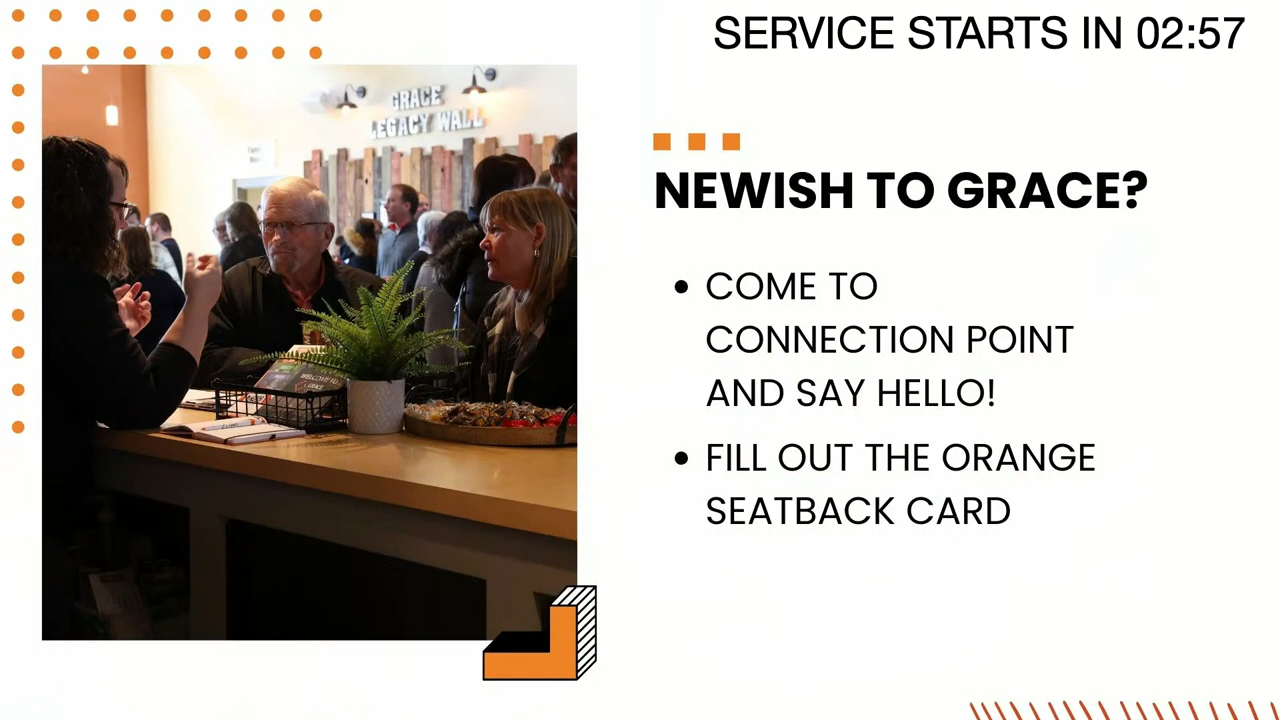 SERVICE STARTS IN 02:57
GRACE
LEGACY WALL
NEWISH TO GRACE?
• COME TO
CONNECTION POINT
AND SAY HELLO!
• FILL OUT THE ORANGE
SEATBACK CARD